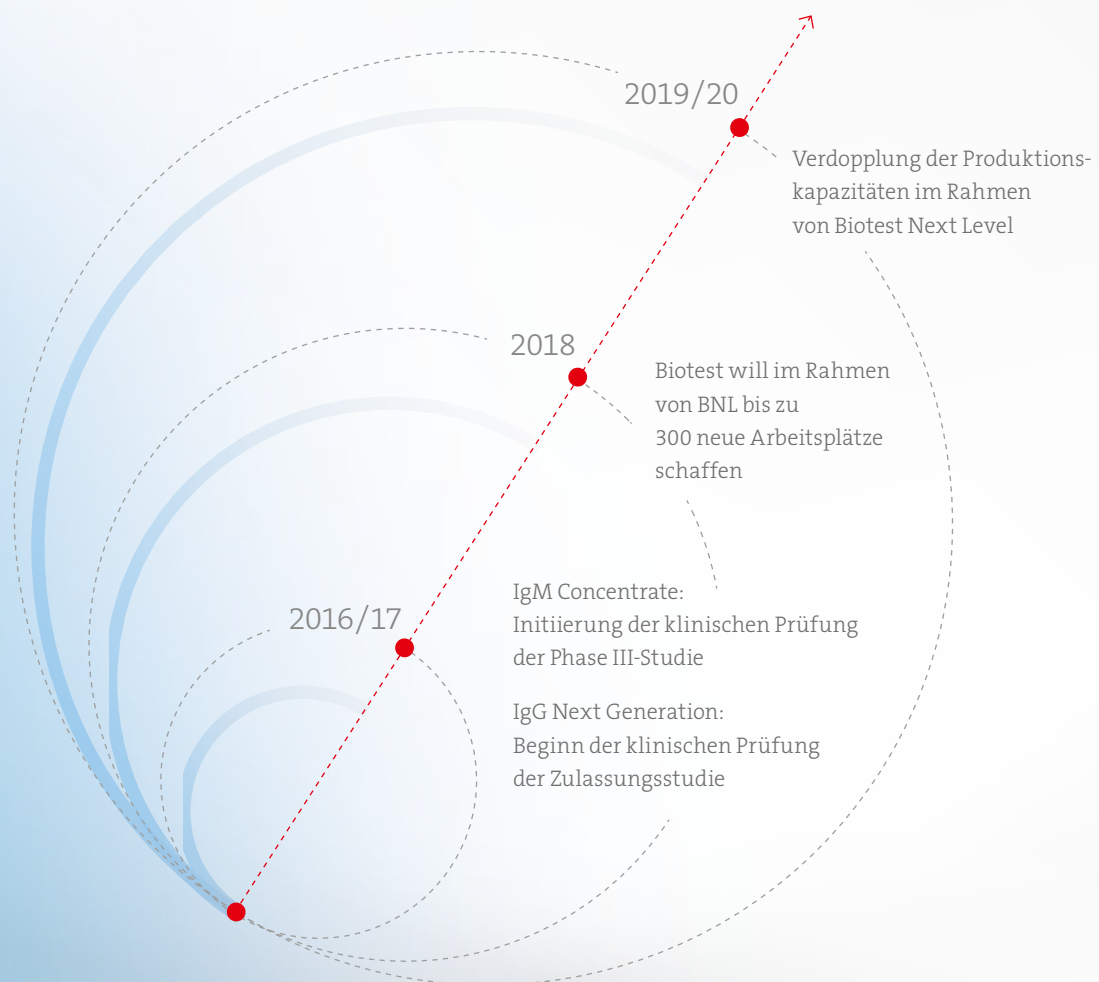 2019/20
Verdopplung der Produktions-
kapazitäten im Rahmen
von Biotest Next Level
2018
Biotest will im Rahmen
von BNL bis zu
300 neue Arbeitsplätze
schaffen
2016/17
IgM Concentrate:
Initiierung der klinischen Prüfung
der Phase III-Studie
IgG Next Generation:
Beginn der klinischen Prüfung
der Zulassungsstudie